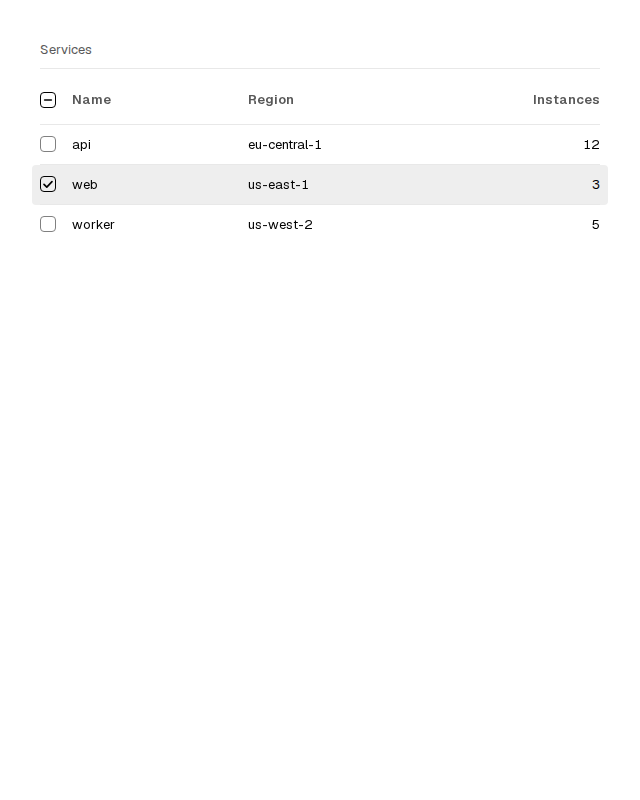 Services
Name Region Instances
api eu-central-1 12
web us-east-1 3
worker us-west-2 5